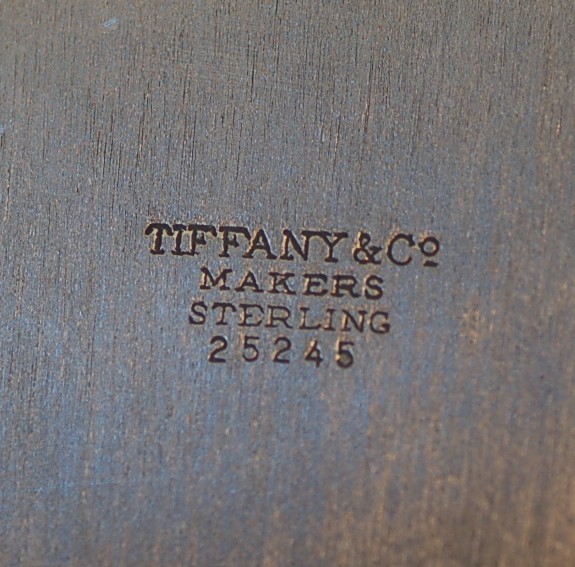 TIFFANY & Cº
MAKERS
STERLING
25245